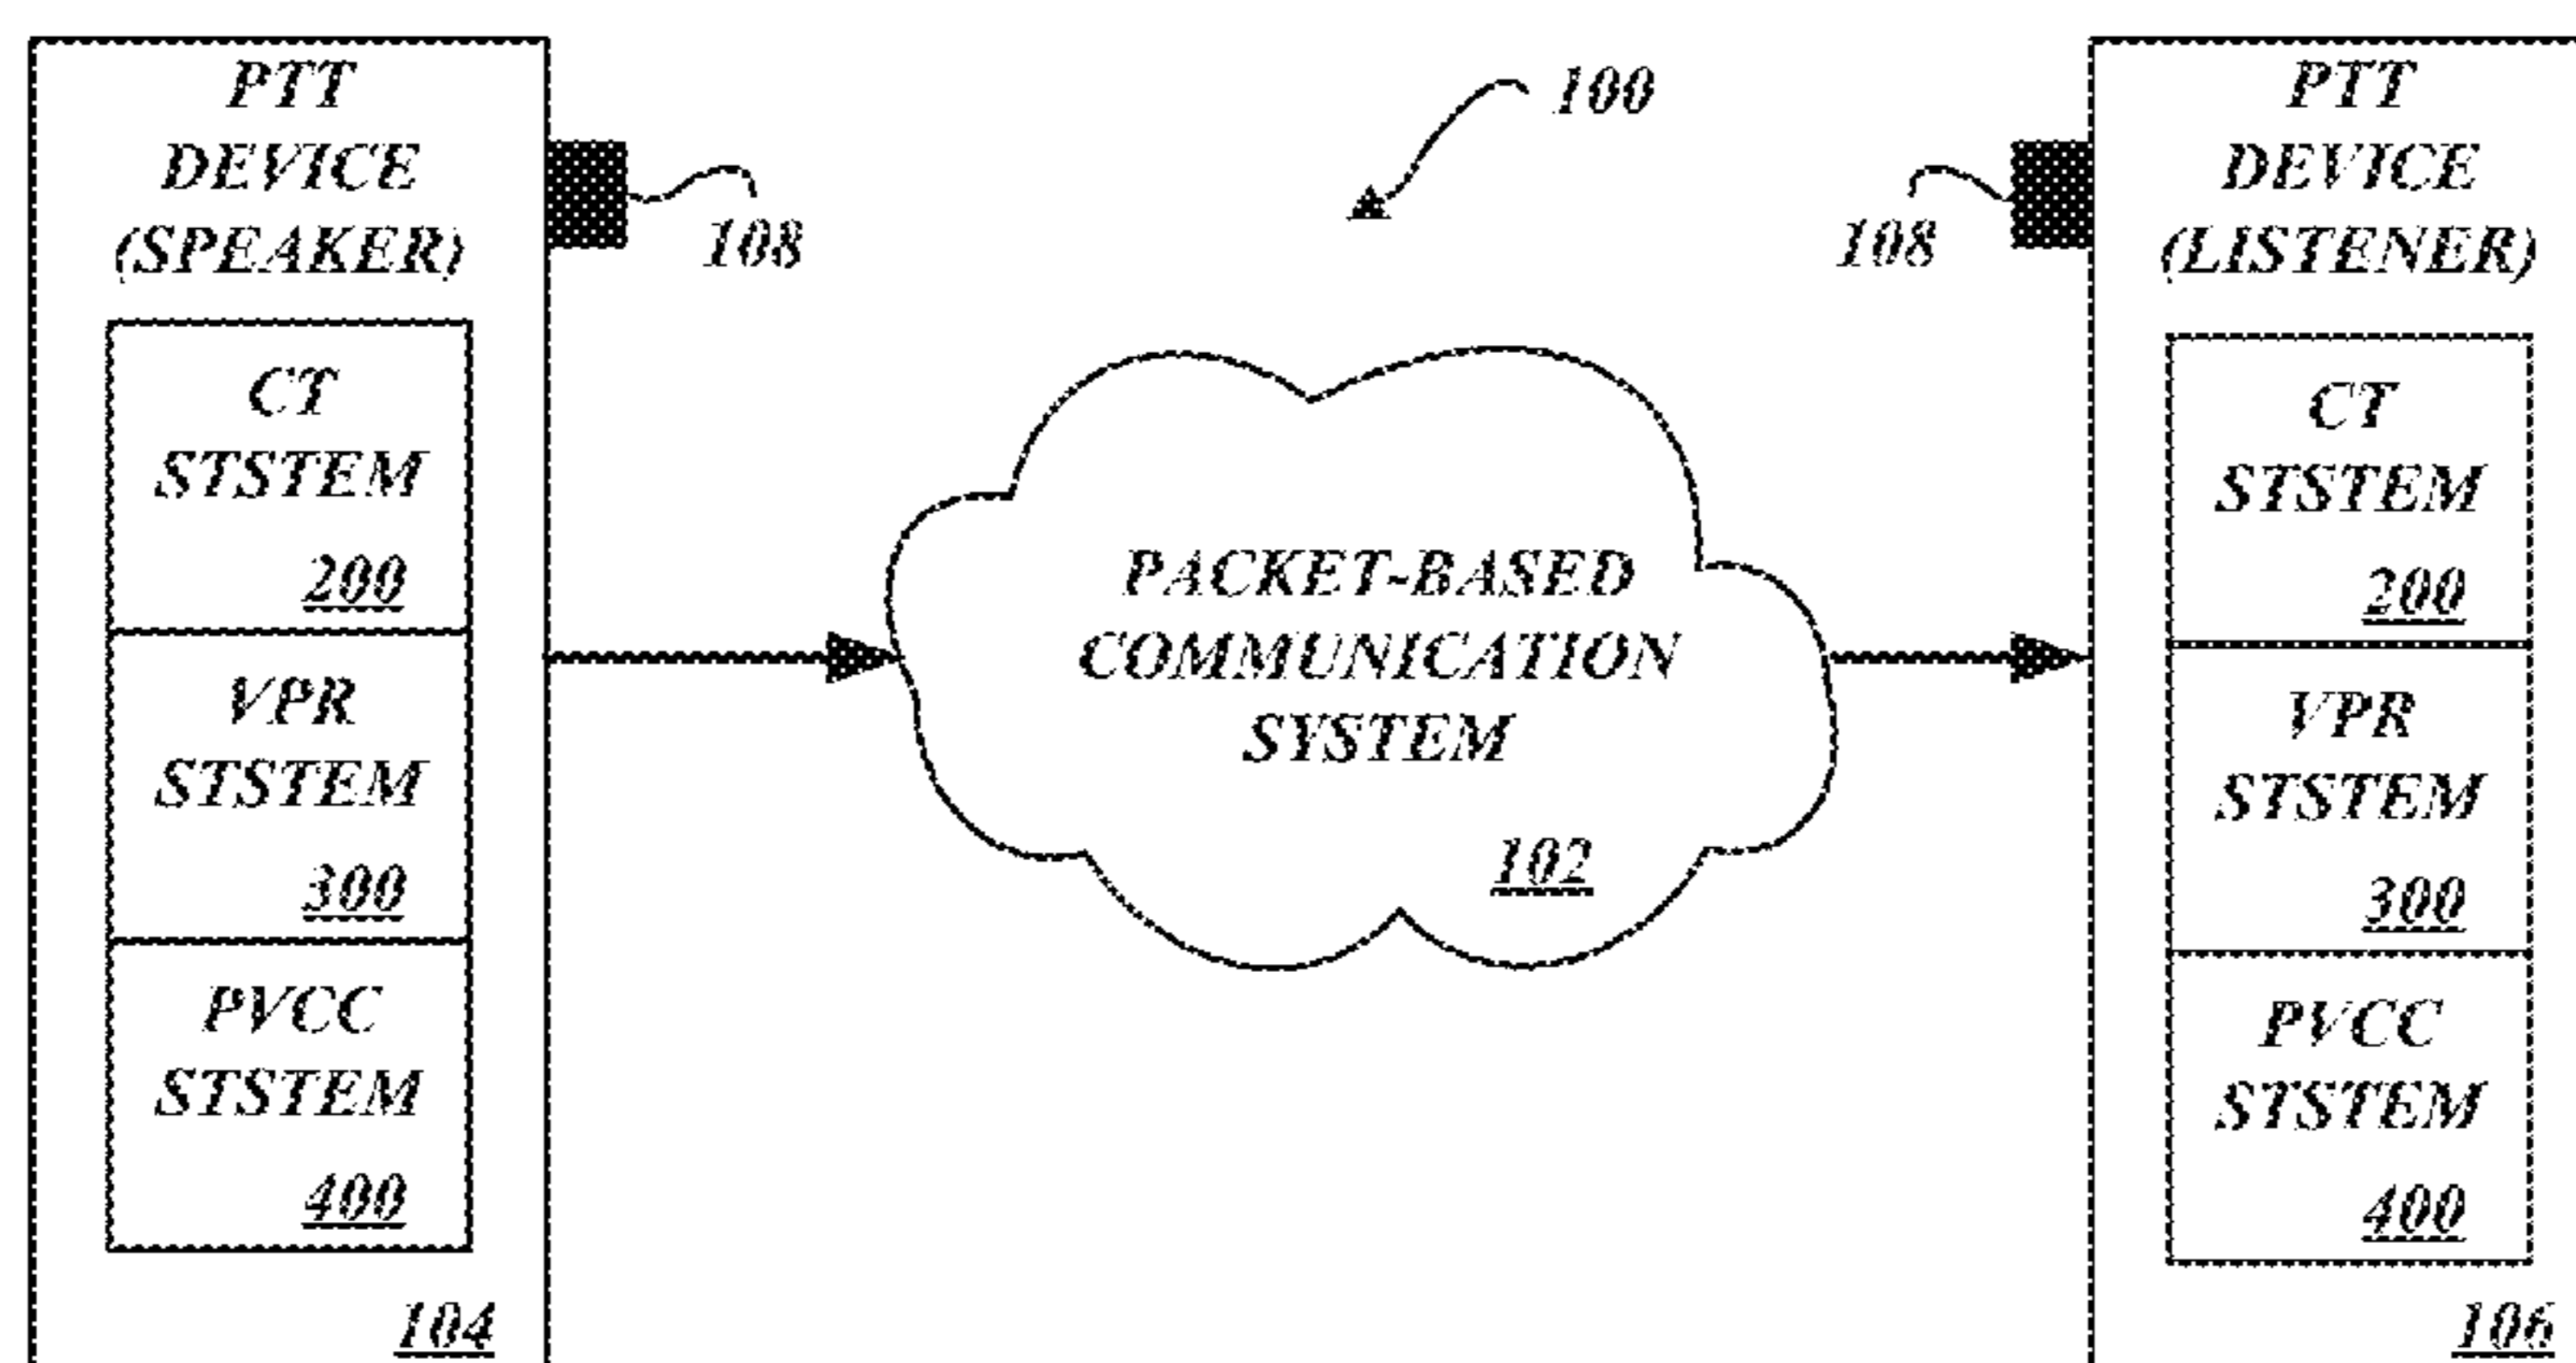 PTT
DEVICE
(SPEAKER)
CT
STSTEM
200
VPR
STSTEM
300
PVCC
STSTEM
400
104
108
100
PACKET-BASED
COMMUNICATION
SYSTEM
102
108
PTT
DEVICE
(LISTENER)
CT
STSTEM
200
VPR
STSTEM
300
PVCC
STSTEM
400
106